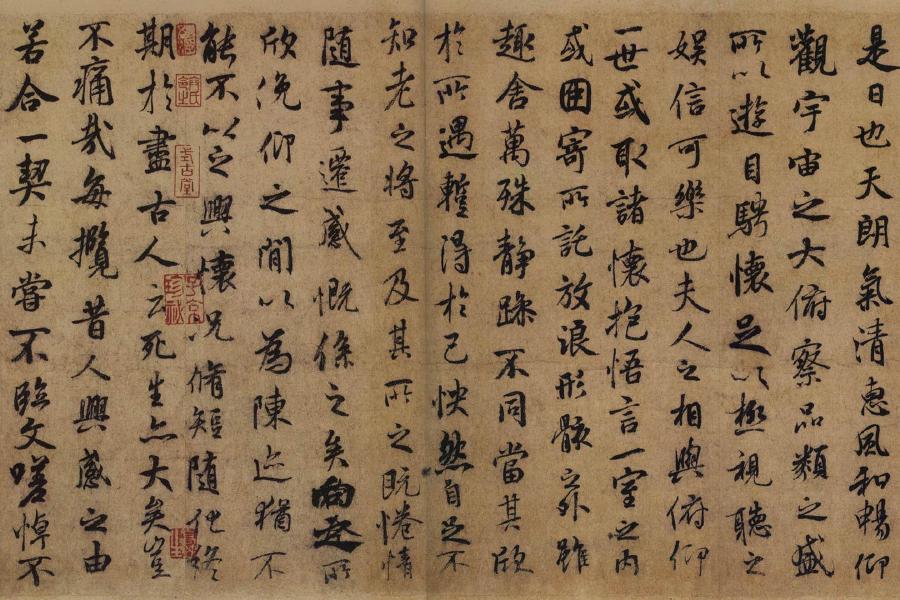 是日也天朗氣清惠風和暢仰
觀宇宙之大俯察品類之盛
所以遊目騁懷足以極視聽之
娛信可樂也夫人之相與俯仰
一世或取諸懷抱悟言一室之內
或因寄所託放浪形骸之外雖
趣舍萬殊靜躁不同當其欣
於所遇蹔得於己怏然自足不
知老之將至及其所之既惓情
隨事遷感慨係之矣向之所
欣俛仰之間以為陳迹猶不
能不以之興懷況脩短隨化終
期於盡古人云死生亦大矣豈
不痛哉每攬昔人興感之由
若合一契未嘗不臨文嗟悼不